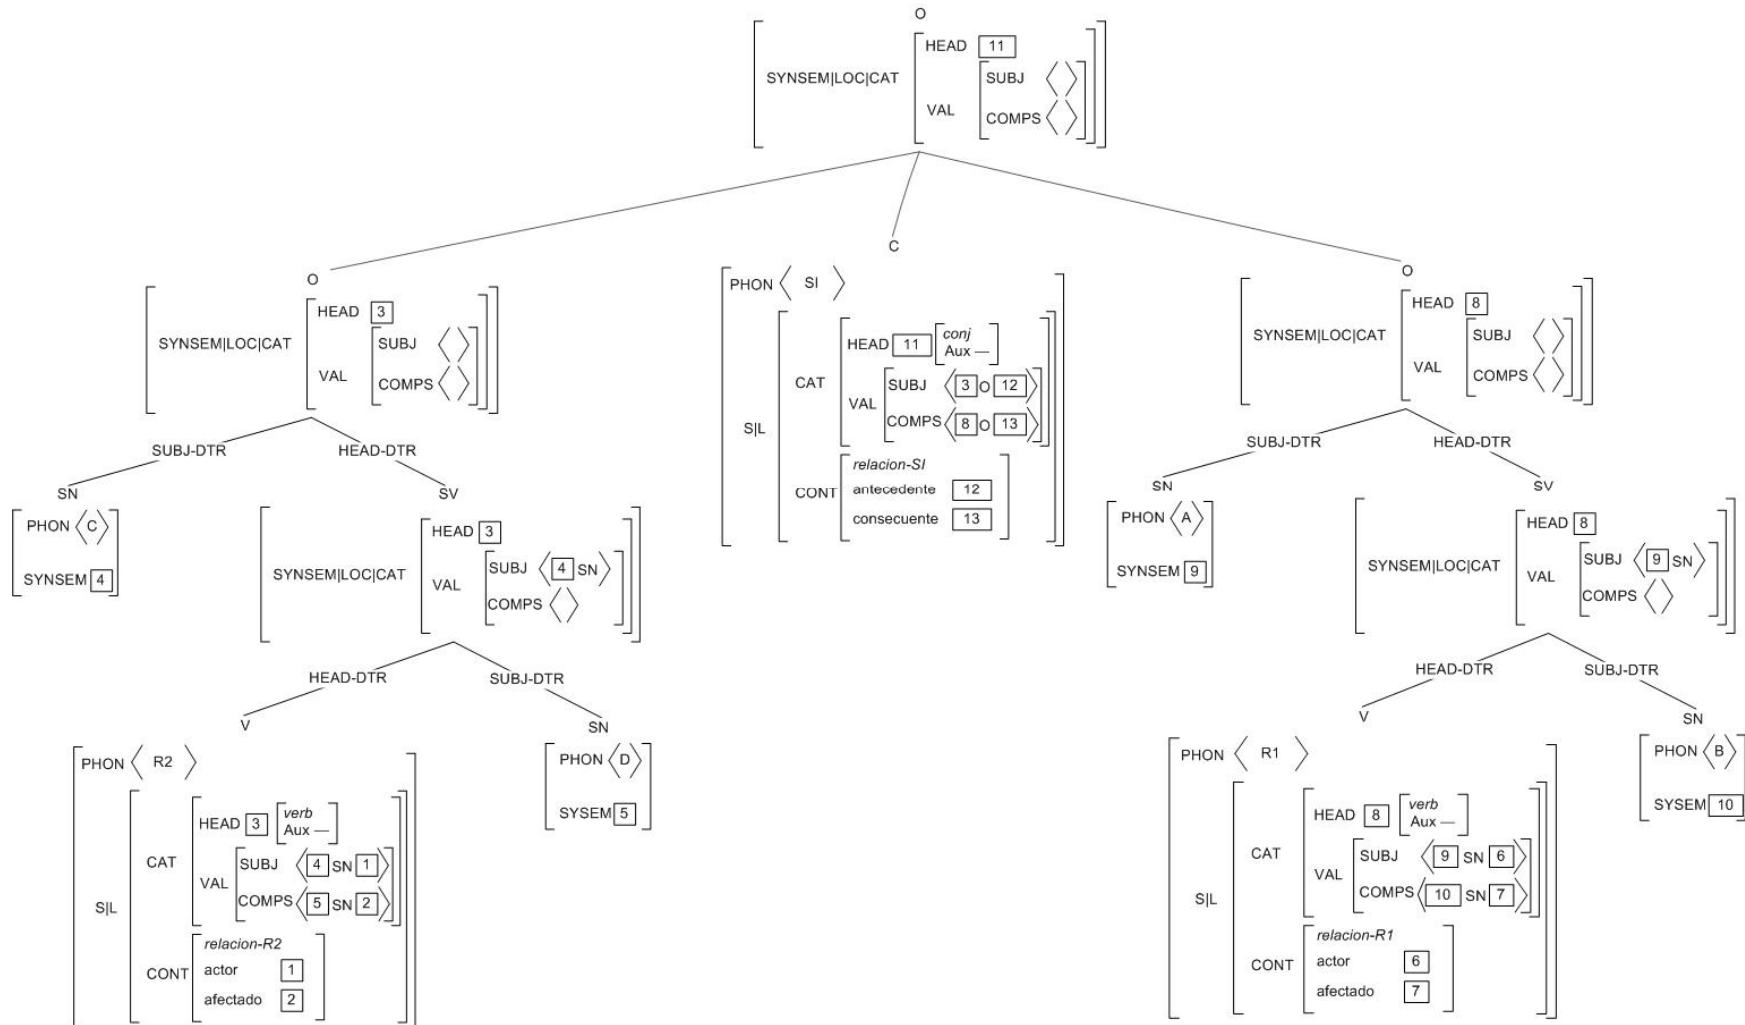 O
HEAD 11
SYNSEM|LOC|CAT
SUBJ 〈 〉
VAL
COMPS 〈 〉
C
O
HEAD 3
SYNSEM|LOC|CAT
SUBJ 〈 〉
VAL
COMPS 〈 〉
SUBJ-DTR HEAD-DTR
SN
PHON 〈C〉
SYNSEM 4
SV
HEAD 3
SYNSEM|LOC|CAT
SUBJ 〈4 SN〉
VAL
COMPS 〈 〉
HEAD-DTR SUBJ-DTR
V
PHON 〈 R2 〉
HEAD 3 verb
Aux —
CAT
SUBJ 〈4 SN 1〉
VAL
COMPS 〈5 SN 2〉
S|L
relacion-R2
actor 1
CONT
afectado 2
SN
PHON 〈D〉
SYSEM 5
PHON 〈 SI 〉
conj
HEAD 11
Aux —
CAT
SUBJ 〈3 O 12〉
VAL
COMPS 〈8 O 13〉
S|L
relacion-SI
CONT antecedente 12
consecuente 13
O
HEAD 8
SYNSEM|LOC|CAT
SUBJ 〈 〉
VAL
COMPS 〈 〉
SUBJ-DTR HEAD-DTR
SN
PHON 〈A〉
SYNSEM 9
SV
HEAD 8
SYNSEM|LOC|CAT
SUBJ 〈9 SN〉
VAL
COMPS 〈 〉
HEAD-DTR SUBJ-DTR
V
PHON 〈 R1 〉
HEAD 8 verb
Aux —
CAT
SUBJ 〈9 SN 6〉
VAL
COMPS 〈10 SN 7〉
S|L
relacion-R1
actor 6
CONT
afectado 7
SN
PHON 〈B〉
SYSEM 10